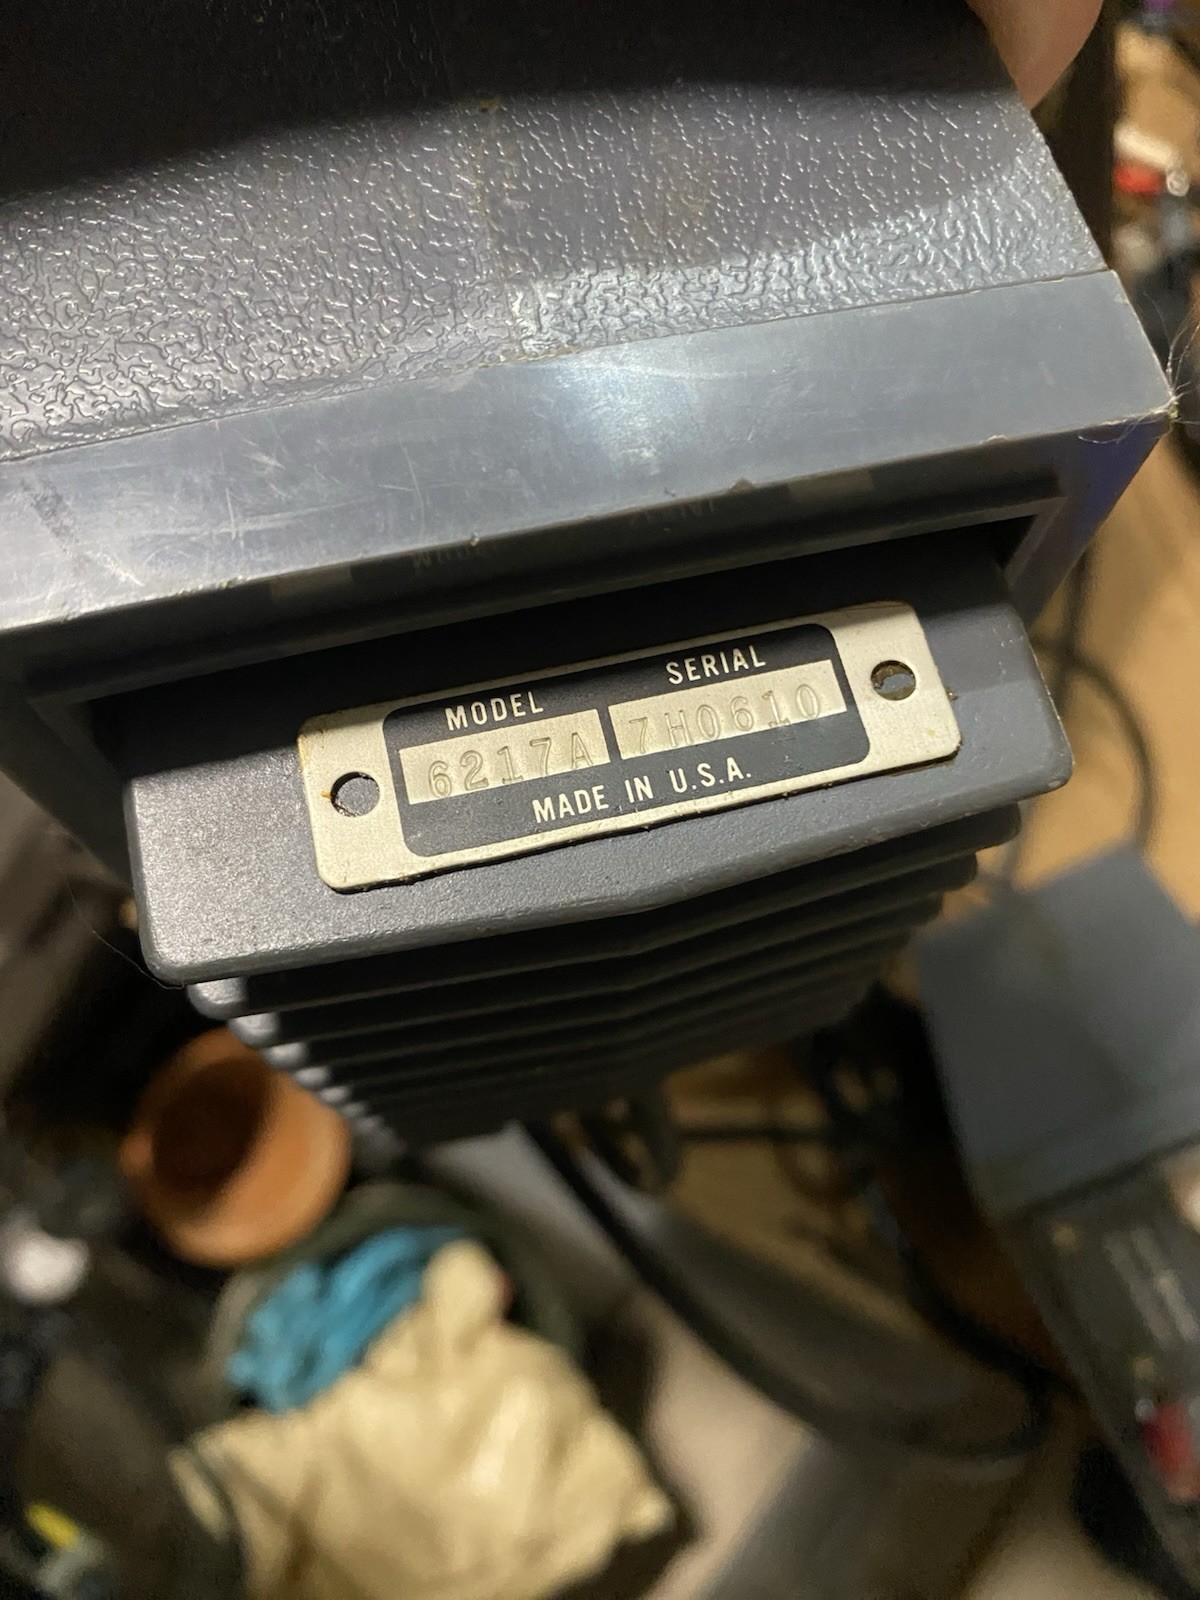 MODEL SERIAL
6217A 7H0610
MADE IN U.S.A.